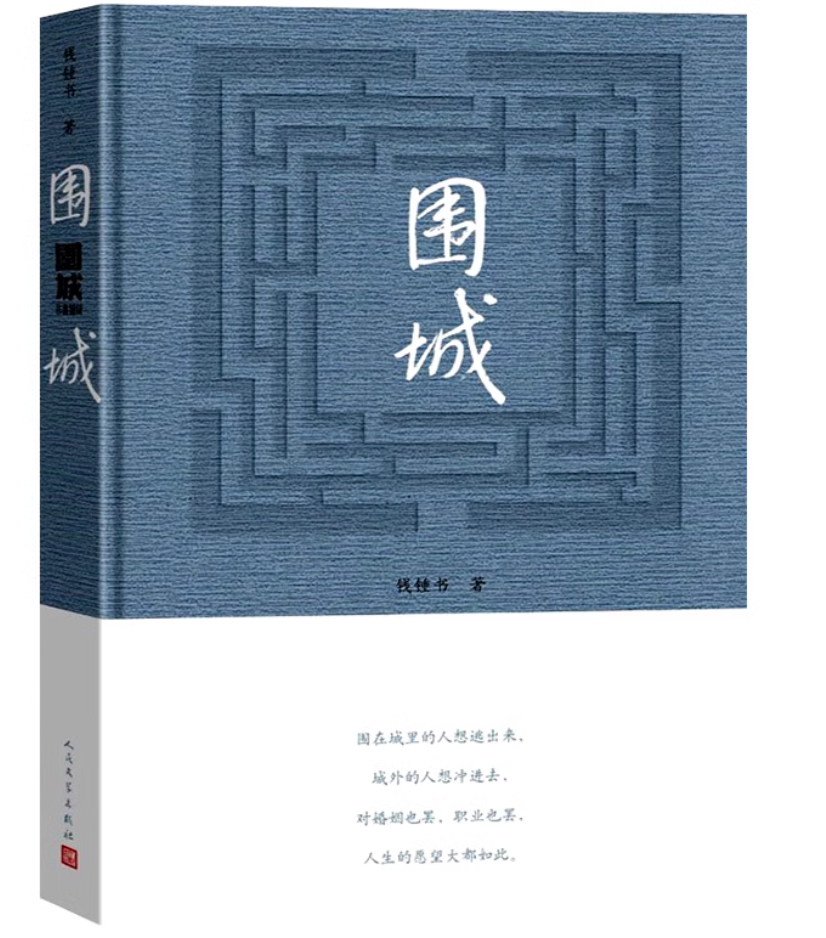 钱锺书 著
围城
圍城
人民文学出版社
围
城
钱锺书 著
围在城里的人想逃出来,
城外的人想冲进去,
对婚姻也罢, 职业也罢,
人生的愿望大都如此。